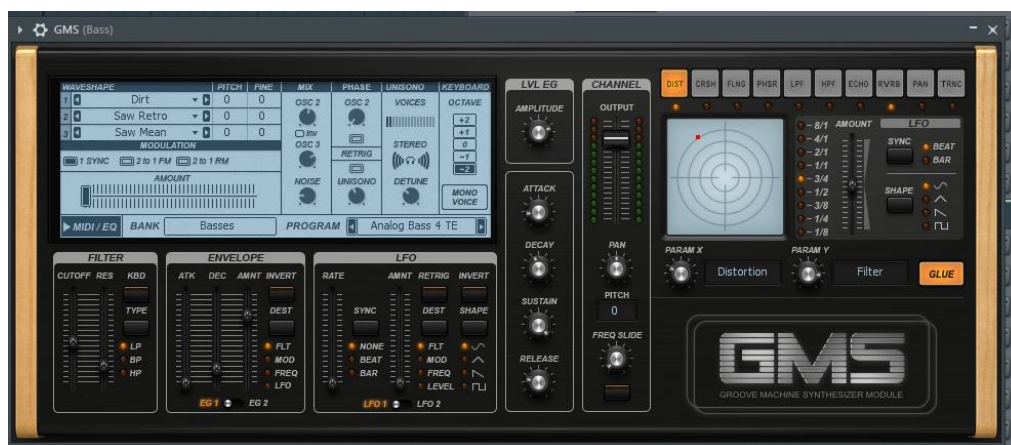 GMS (Bass)
WAVESHAPE PITCH FINE MIX PHASE UNISONO KEYBOARD
1 Dirt 0 0
2 Saw Retro 0 0
3 Saw Mean 0 0
MODULATION
1 SYNC 2 to 1 FM 2 to 1 RM
AMOUNT
OSC 2
Inv
OSC 3
NOISE
OSC 2
RETRIG
UNISONO
VOICES
STEREO
DETUNE
OCTAVE
+2
+1
0
-1
-2
MONO
VOICE
MIDI / EQ BANK Basses PROGRAM Analog Bass 4 TE
FILTER
CUTOFF RES KBD
TYPE
LP
BP
HP
ENVELOPE
ATK DEC AMNT INVERT
DEST
FLT
MOD
FREQ
LFO
EG 1 EG 2
LFO
RATE AMNT RETRIG INVERT
SYNC DEST SHAPE
NONE FLT
BEAT MOD
BAR FREQ
LEVEL
LFO 1 LFO 2
LVL EG
AMPLITUDE
ATTACK
DECAY
SUSTAIN
RELEASE
CHANNEL
OUTPUT
PAN
PITCH
0
FREQ SLIDE
DIST CRSH FLNG PHSR LPF HPF ECHO RVRB PAN TRNC
8/1
4/1
2/1
1/1
3/4
1/2
3/8
1/4
1/8
AMOUNT
LFO
SYNC
BEAT
BAR
SHAPE
PARAM X PARAM Y
Distortion Filter GLUE
GMS
GROOVE MACHINE SYNTHESIZER MODULE